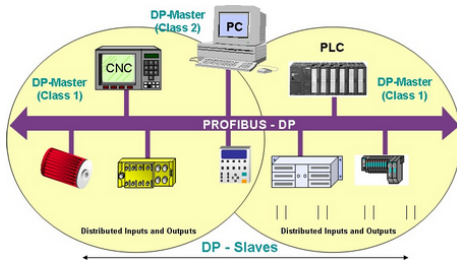 DP-Master
(Class 2)
PC
CNC
DP-Master
(Class 1)
PLC
DP-Master
(Class 1)
PROFIBUS - DP
Distributed Inputs and Outputs
Distributed Inputs and Outputs
DP - Slaves